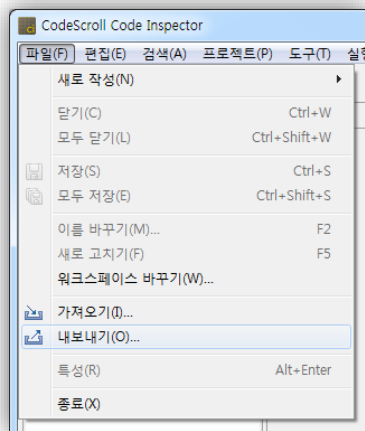 CodeScroll Code Inspector
파일(F) 편집(E) 검색(A) 프로젝트(P) 도구(T) 실행
새로 작성(N)
닫기(C) Ctrl+W
모두 닫기(L) Ctrl+Shift+W
저장(S) Ctrl+S
모두 저장(E) Ctrl+Shift+S
이름 바꾸기(M)... F2
새로 고치기(F) F5
워크스페이스 바꾸기(W)...
가져오기(I)...
내보내기(O)...
특성(R) Alt+Enter
종료(X)